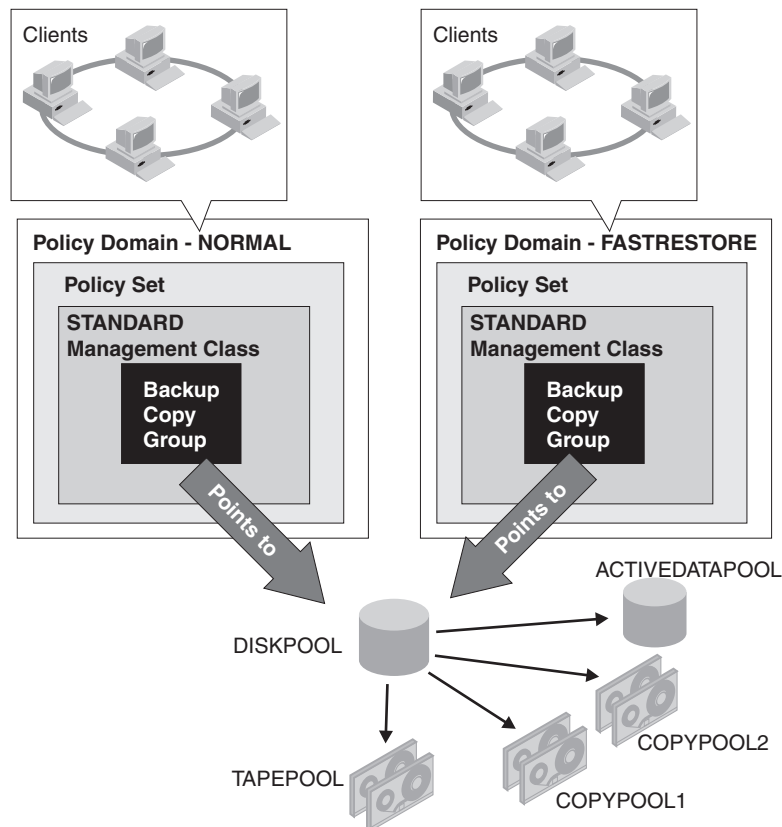 Clients
Clients
Policy Domain - NORMAL
Policy Set
STANDARD
Management Class
Backup
Copy
Group
Points to
Policy Domain - FASTRESTORE
Policy Set
STANDARD
Management Class
Backup
Copy
Group
Points to
ACTIVEDATAPOOL
DISKPOOL
COPYPOOL2
TAPEPOOL
COPYPOOL1